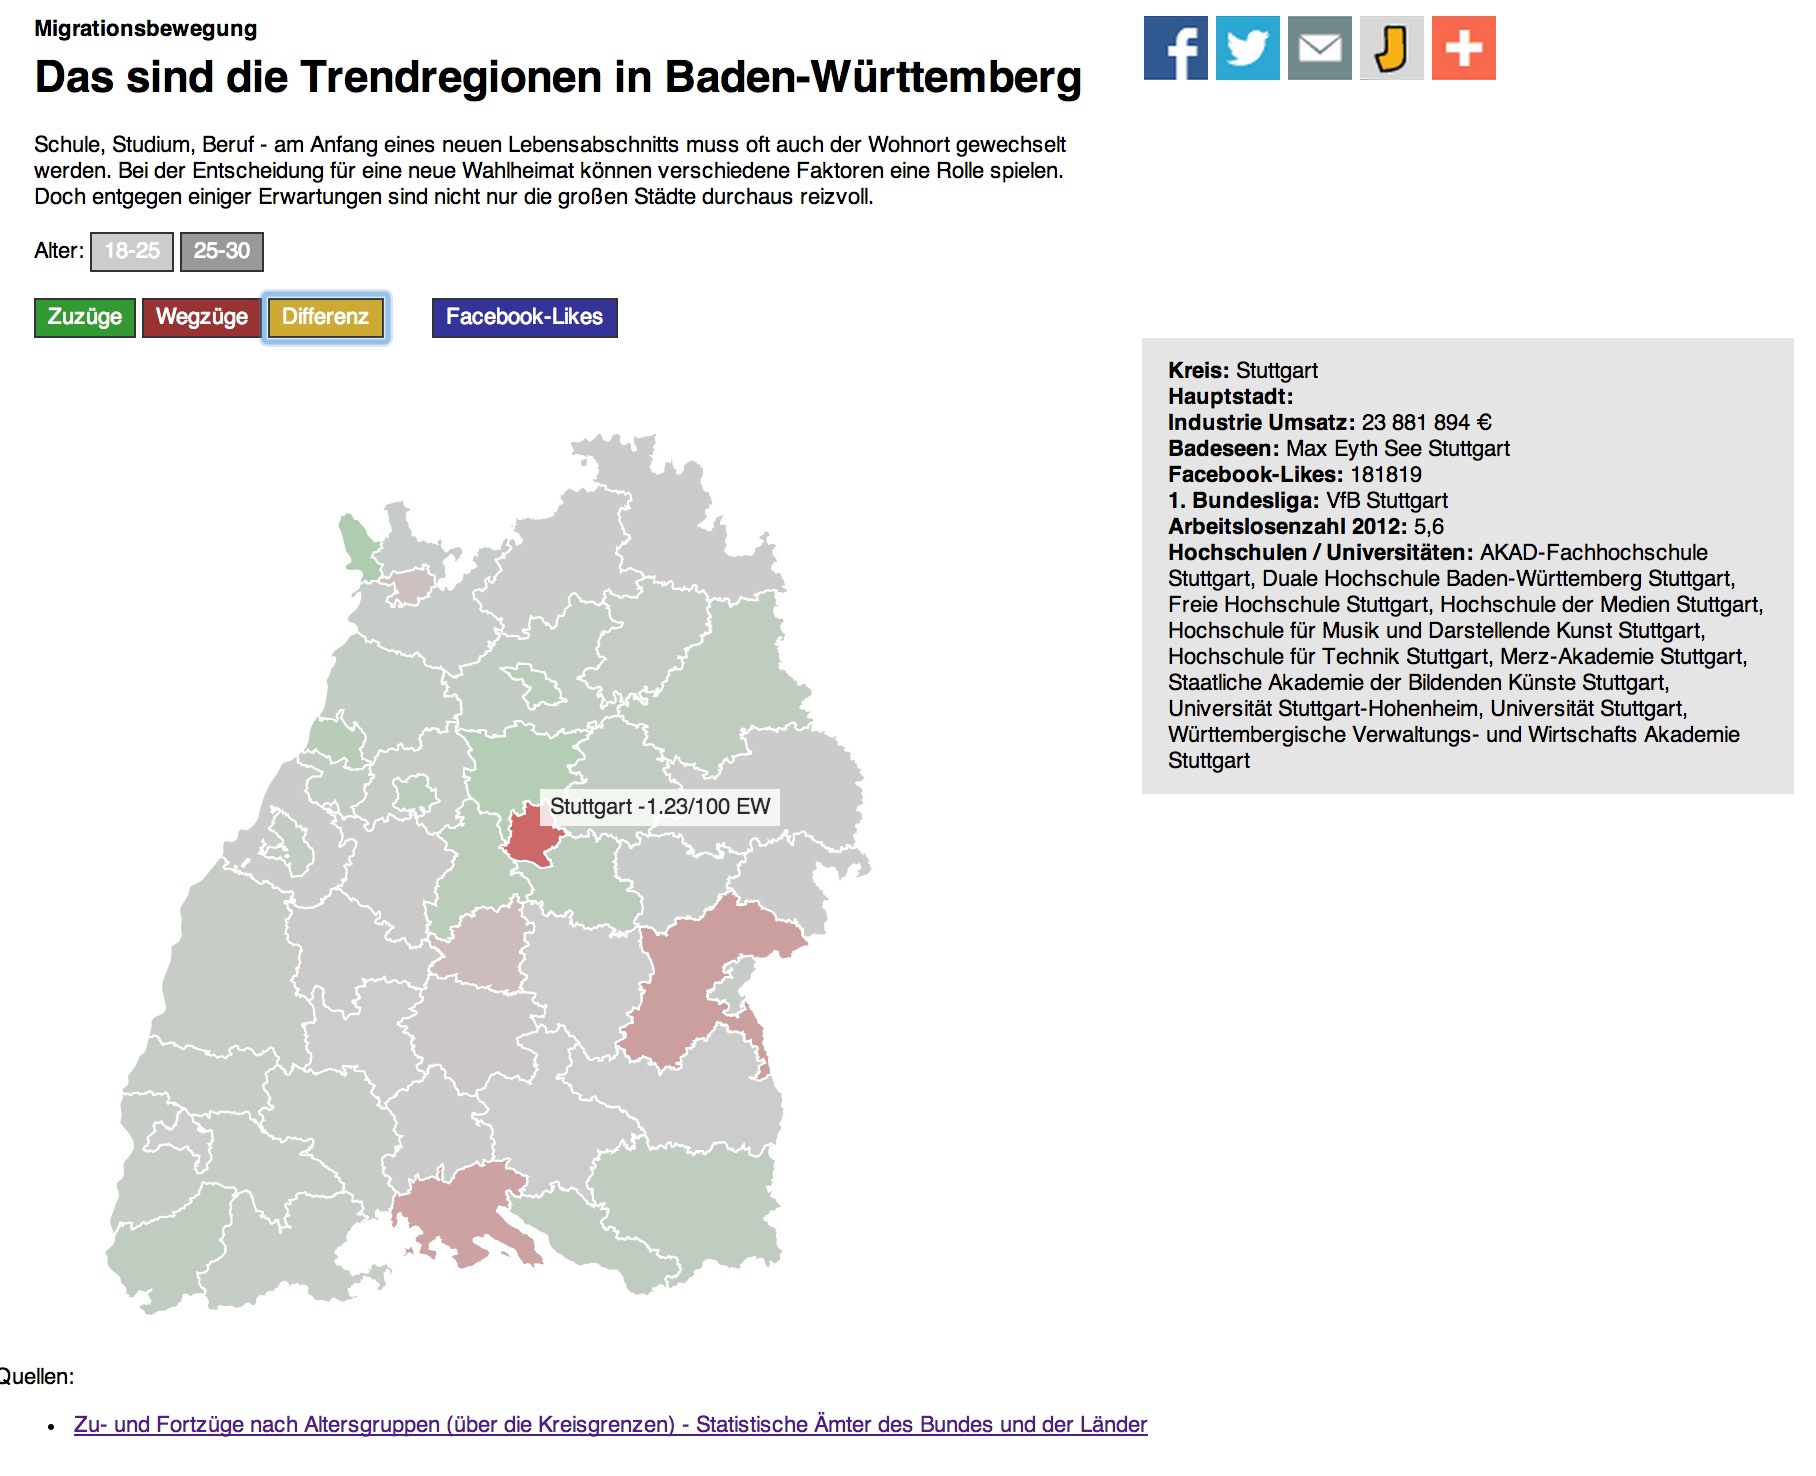 Migrationsbewegung
Das sind die Trendregionen in Baden-Württemberg
Schule, Studium, Beruf - am Anfang eines neuen Lebensabschnitts muss oft auch der Wohnort gewechselt
werden. Bei der Entscheidung für eine neue Wahlheimat können verschiedene Faktoren eine Rolle spielen.
Doch entgegen einiger Erwartungen sind nicht nur die großen Städte durchaus reizvoll.
Alter: 18-25 25-30
Zuzüge Wegzüge Differenz Facebook-Likes
Kreis: Stuttgart
Hauptstadt:
Industrie Umsatz: 23 881 894 €
Badeseen: Max Eyth See Stuttgart
Facebook-Likes: 181819
1. Bundesliga: VfB Stuttgart
Arbeitslosenzahl 2012: 5,6
Hochschulen / Universitäten: AKAD-Fachhochschule
Stuttgart, Duale Hochschule Baden-Württemberg Stuttgart,
Freie Hochschule Stuttgart, Hochschule der Medien Stuttgart,
Hochschule für Musik und Darstellende Kunst Stuttgart,
Hochschule für Technik Stuttgart, Merz-Akademie Stuttgart,
Staatliche Akademie der Bildenden Künste Stuttgart,
Universität Stuttgart-Hohenheim, Universität Stuttgart,
Württembergische Verwaltungs- und Wirtschafts Akademie
Stuttgart
Stuttgart -1.23/100 EW
Quellen:
• Zu- und Fortzüge nach Altersgruppen (über die Kreisgrenzen) - Statistische Ämter des Bundes und der Länder